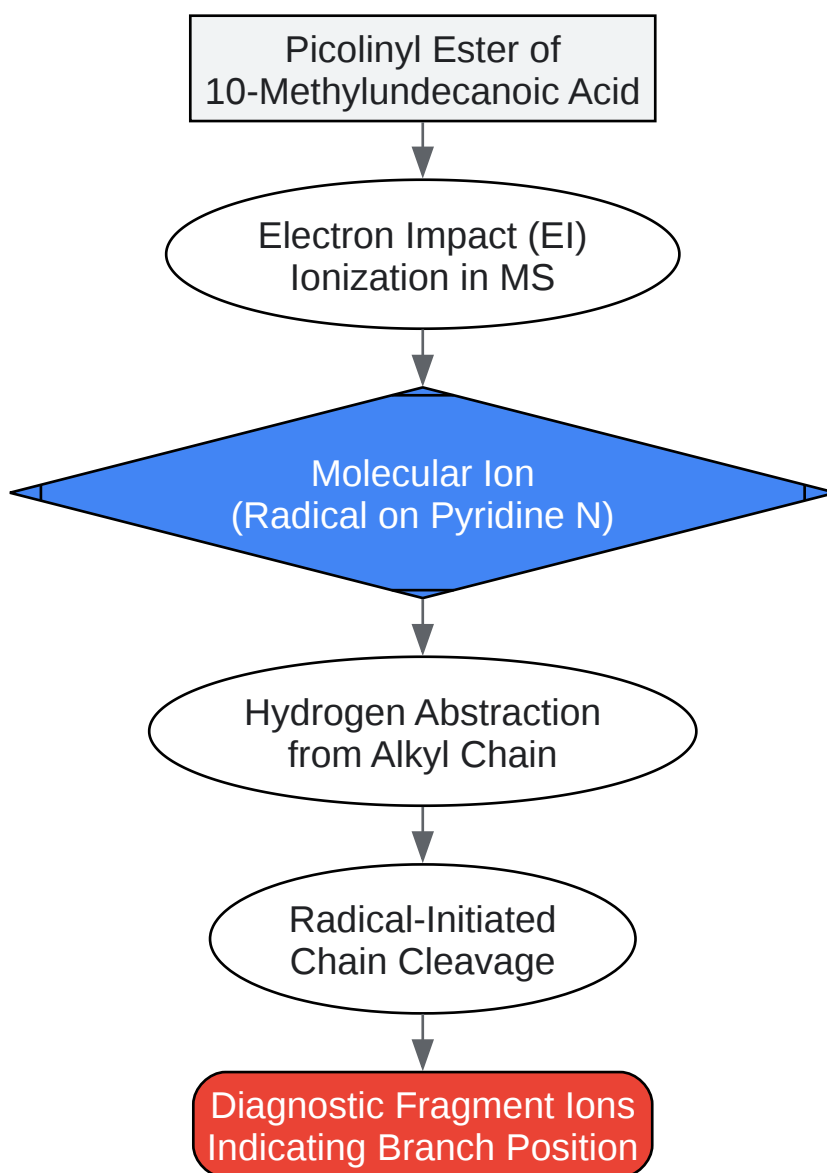 Picolinyl Ester of
10-Methylundecanoic Acid
Electron Impact (EI)
Ionization in MS
Molecular Ion
(Radical on Pyridine N)
Hydrogen Abstraction
from Alkyl Chain
Radical-Initiated
Chain Cleavage
Diagnostic Fragment Ions
Indicating Branch Position